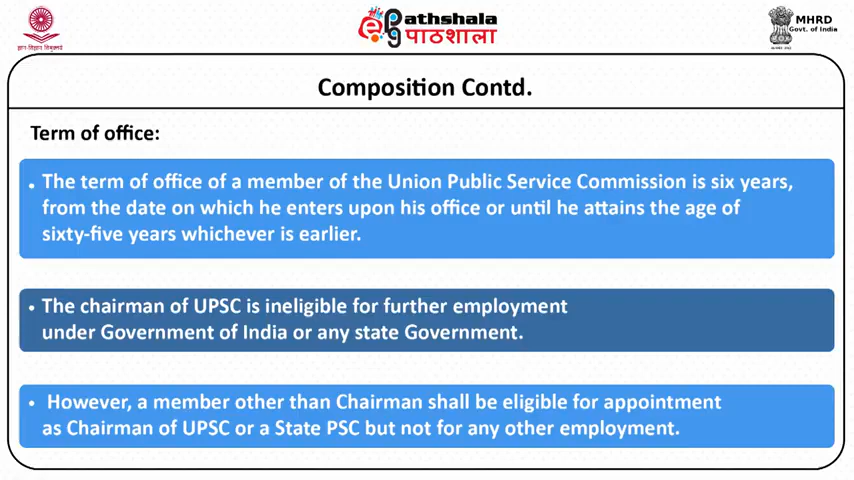 ePathshala
पाठशाला
MHRD
Govt. of India
Composition Contd.
Term of office:
• The term of office of a member of the Union Public Service Commission is six years,
from the date on which he enters upon his office or until he attains the age of
sixty-five years whichever is earlier.
• The chairman of UPSC is ineligible for further employment
under Government of India or any state Government.
• However, a member other than Chairman shall be eligible for appointment
as Chairman of UPSC or a State PSC but not for any other employment.